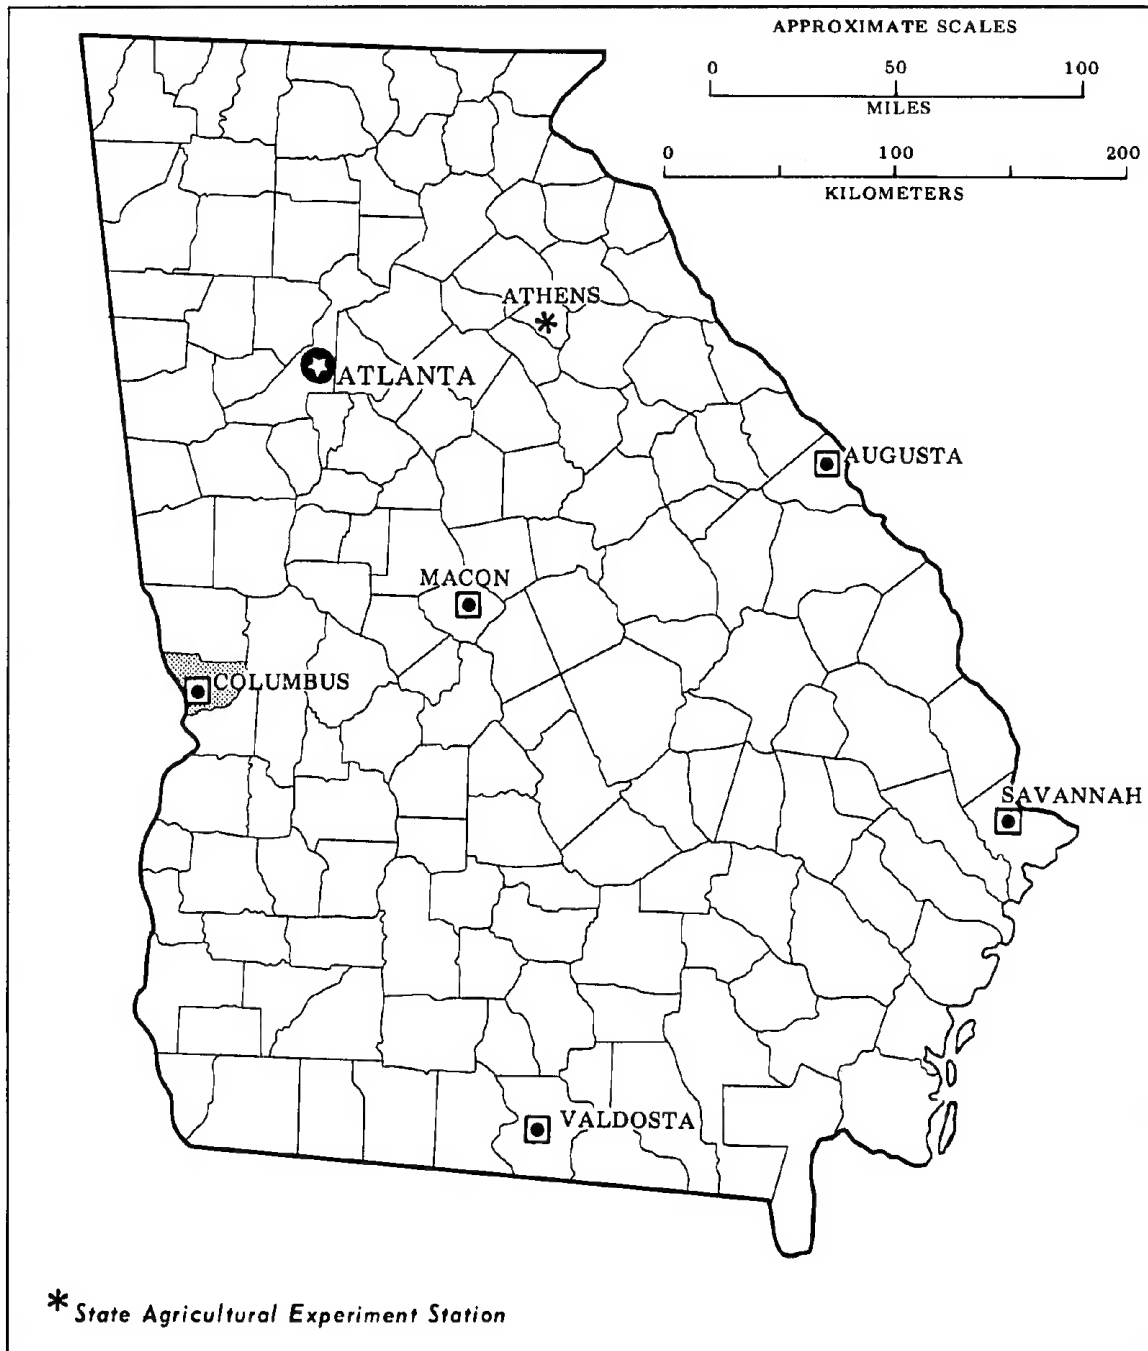 APPROXIMATE SCALES
0 50 100
MILES
0 100 200
KILOMETERS
ATHENS
ATLANTA
AUGUSTA
MACON
COLUMBUS
SAVANNAH
VALDOSTA
* State Agricultural Experiment Station